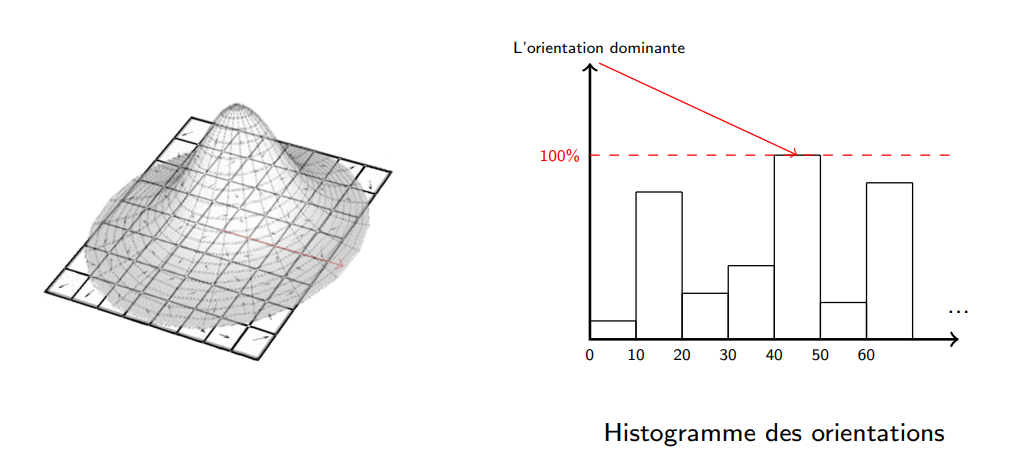 L'orientation dominante
100%
0 10 20 30 40 50 60
...
Histogramme des orientations